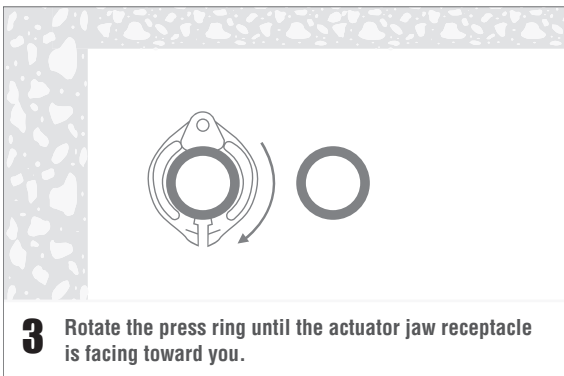 3 Rotate the press ring until the actuator jaw receptacle
is facing toward you.